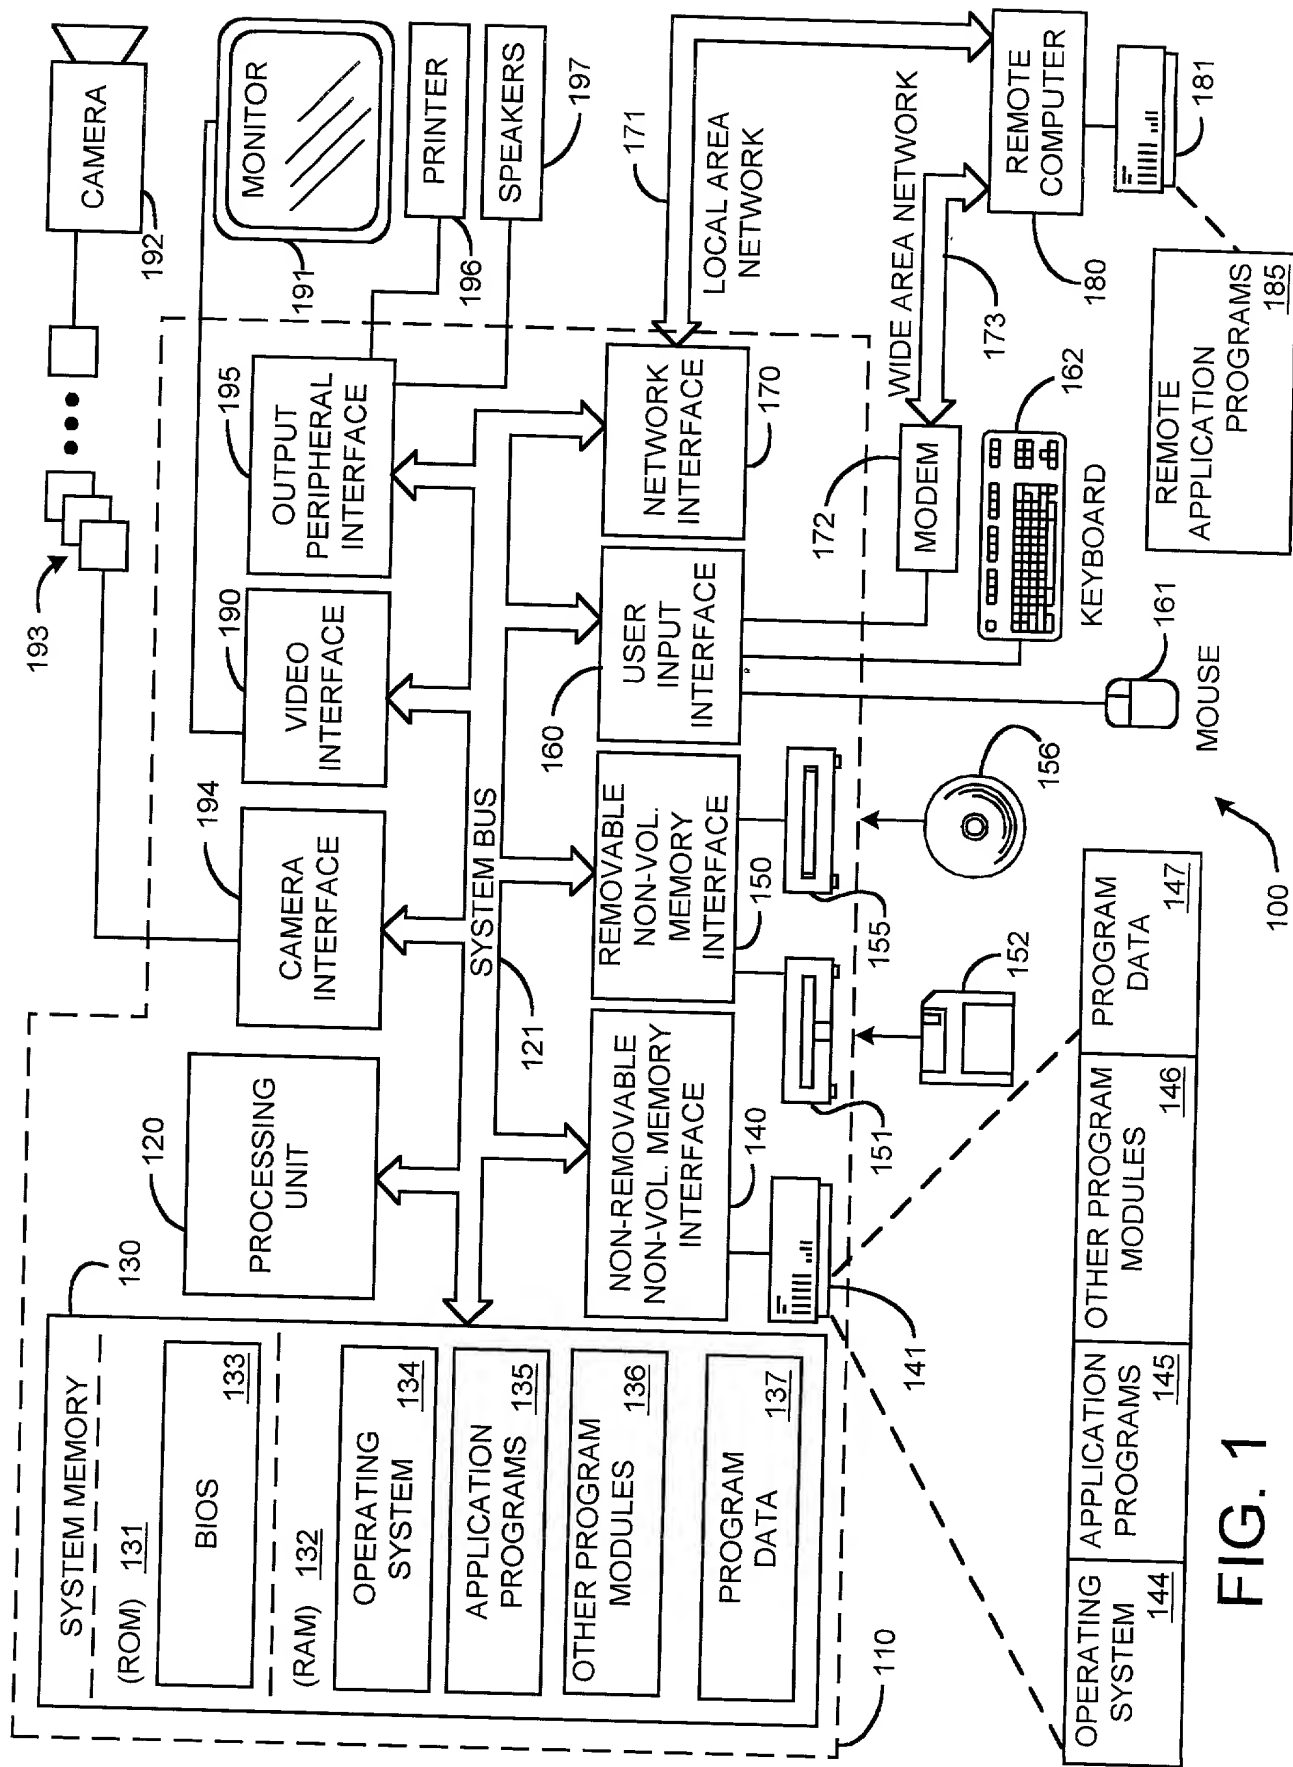 SYSTEM MEMORY
(ROM) 131
BIOS
133
(RAM) 132
OPERATING
SYSTEM
134
APPLICATION
PROGRAMS
135
OTHER PROGRAM
MODULES
136
PROGRAM
DATA
137
130
110
120
PROCESSING
UNIT
194
CAMERA
INTERFACE
190
VIDEO
INTERFACE
195
OUTPUT
PERIPHERAL
INTERFACE
193
CAMERA
192
MONITOR
191
PRINTER
196
SPEAKERS
197
SYSTEM BUS
121
NON-REMOVABLE
NON-VOL. MEMORY
INTERFACE
140
REMOVABLE
NON-VOL.
MEMORY
INTERFACE
150
160
USER
INPUT
INTERFACE
NETWORK
INTERFACE
170
171
LOCAL AREA
NETWORK
141
151
155
152
156
172
MODEM
WIDE AREA NETWORK
173
162
KEYBOARD
161
MOUSE
REMOTE
COMPUTER
180
181
REMOTE
APPLICATION
PROGRAMS
185
OPERATING
SYSTEM
144
APPLICATION
PROGRAMS
145
OTHER PROGRAM
MODULES
146
PROGRAM
DATA
147
100
FIG. 1